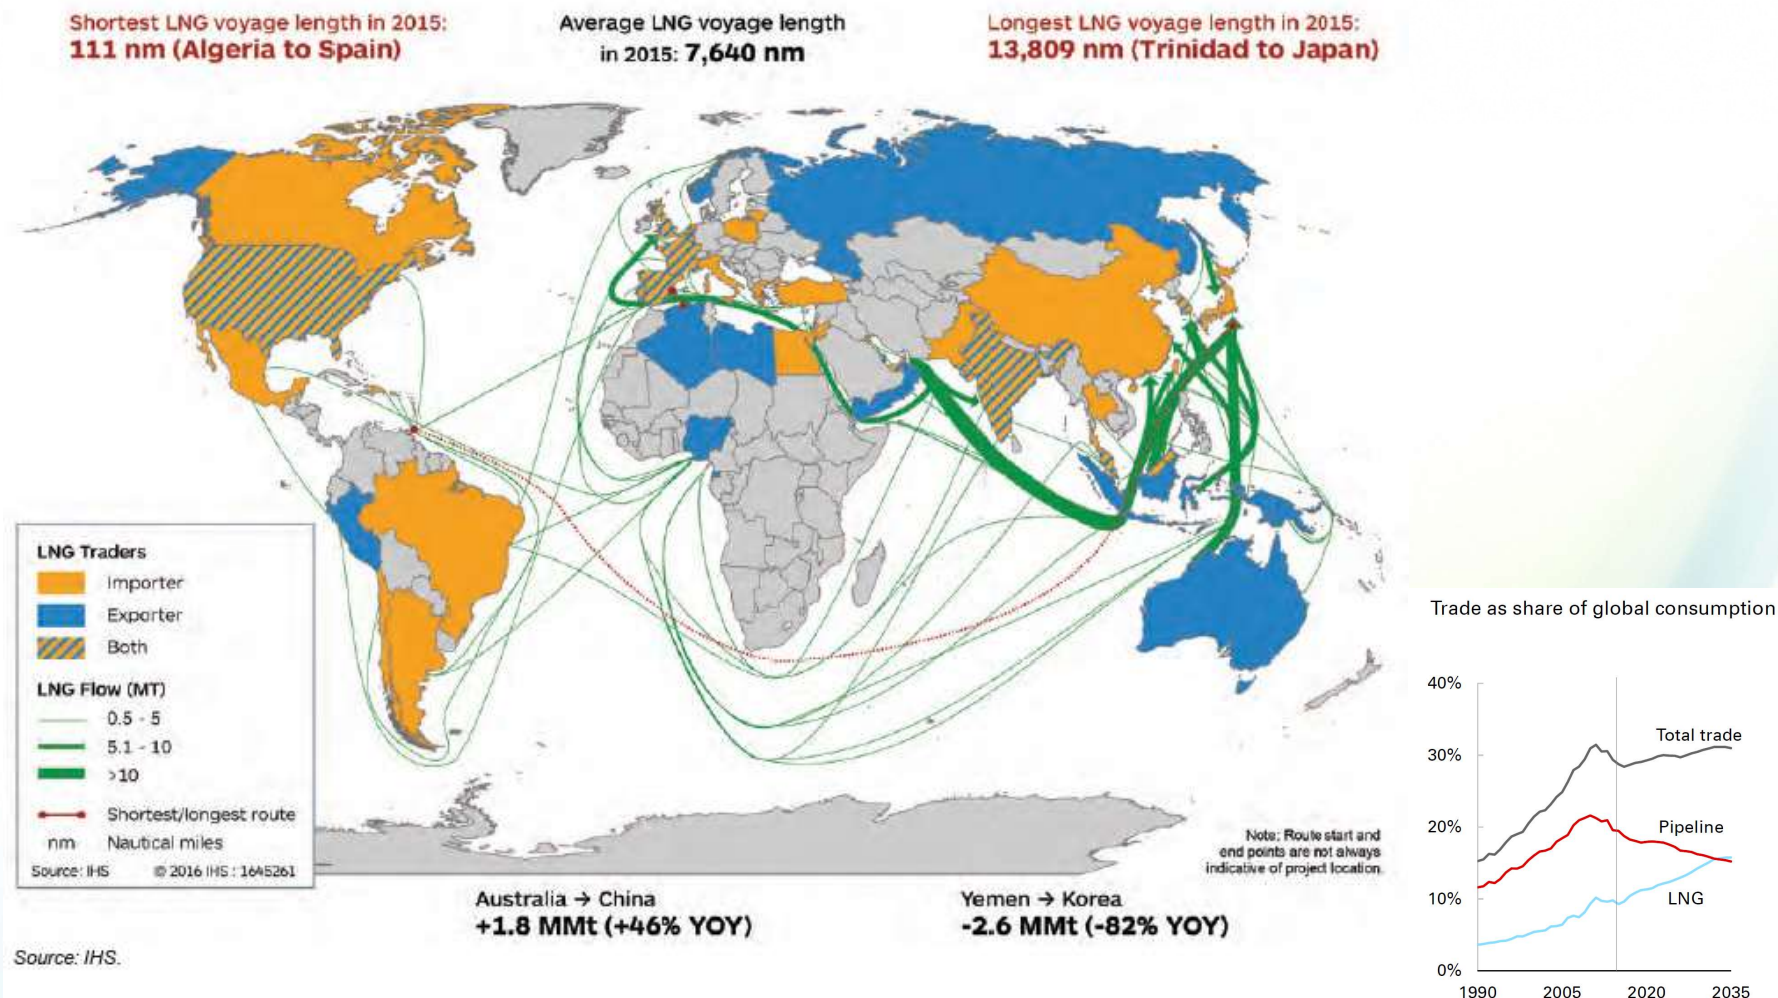 Shortest LNG voyage length in 2015:
111 nm (Algeria to Spain)
Average LNG voyage length
in 2015: 7,640 nm
Longest LNG voyage length in 2015:
13,809 nm (Trinidad to Japan)
LNG Traders
Importer
Exporter
Both
LNG Flow (MT)
0.5 - 5
5.1 - 10
>10
Shortest/longest route
nm Nautical miles
Source: IHS © 2016 IHS : 1645261
Note: Route start and
end points are not always
indicative of project location.
Australia → China
+1.8 MMt (+46% YOY)
Yemen → Korea
-2.6 MMt (-82% YOY)
Source: IHS.
Trade as share of global consumption
40%
30%
20%
10%
0%
Total trade
Pipeline
LNG
1990 2005 2020 2035